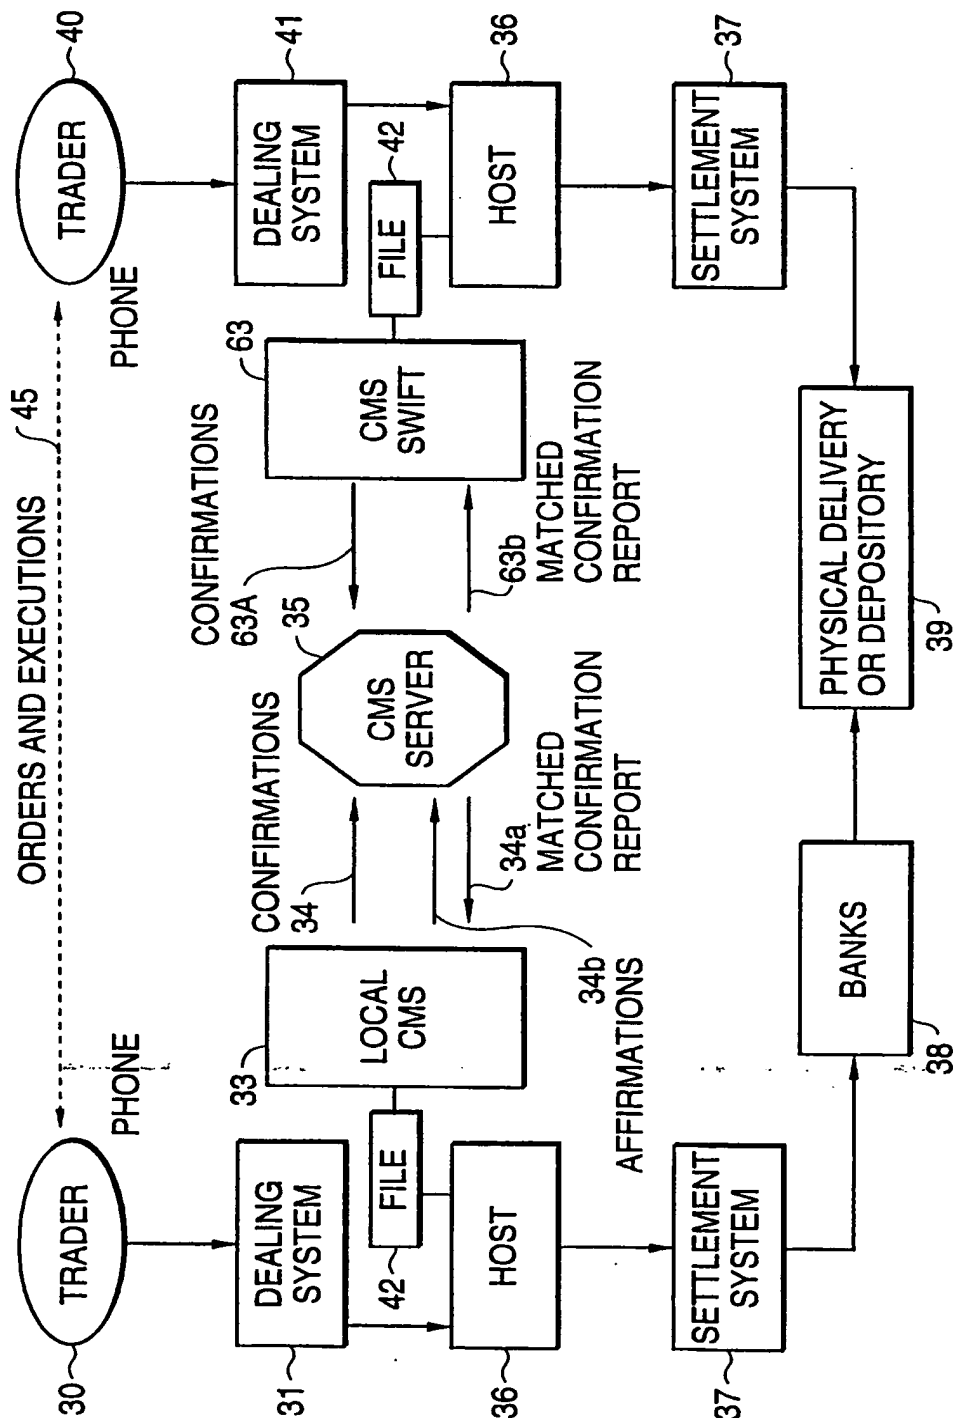 ORDERS AND EXECUTIONS
45
30
TRADER
PHONE
PHONE
TRADER
40
31
DEALING
SYSTEM
DEALING
SYSTEM
41
42
FILE
33
LOCAL
CMS
CONFIRMATIONS
34
34b
AFFIRMATIONS
34a
MATCHED
CONFIRMATION
REPORT
35
CMS
SERVER
CONFIRMATIONS
63A
63b
MATCHED
CONFIRMATION
REPORT
63
CMS
SWIFT
FILE
42
36
HOST
HOST
36
37
SETTLEMENT
SYSTEM
SETTLEMENT
SYSTEM
37
BANKS
38
PHYSICAL DELIVERY
OR DEPOSITORY
39